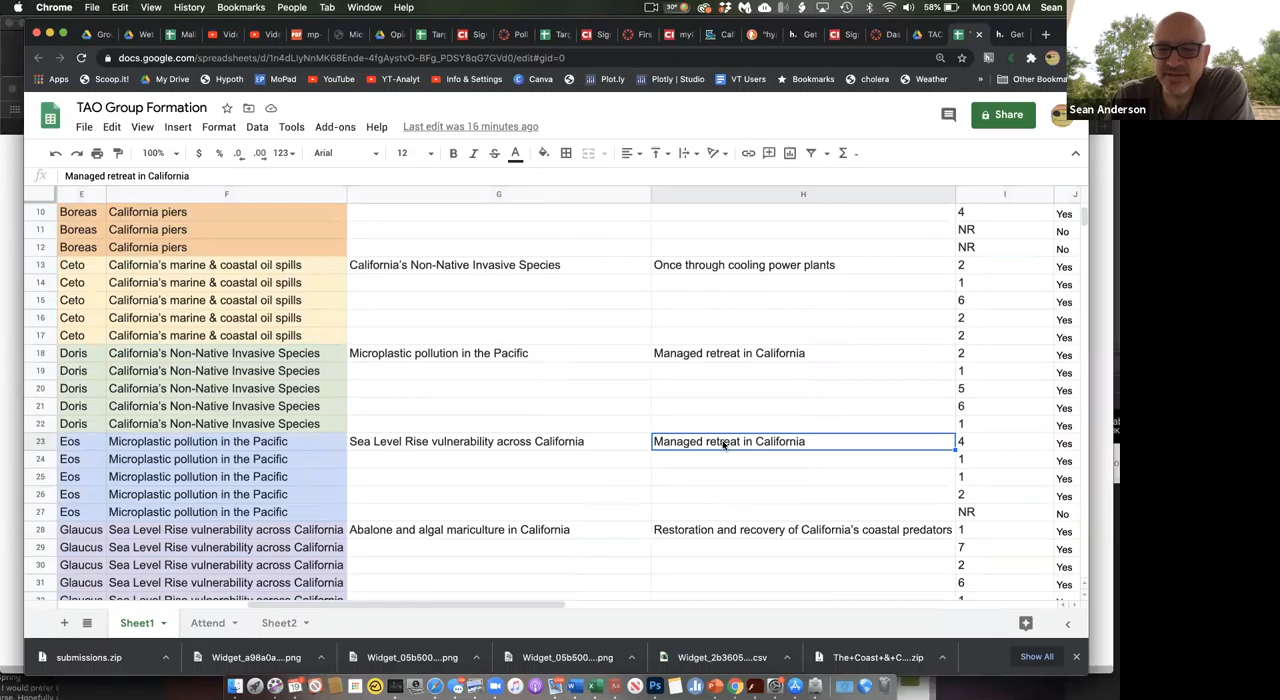 Chrome File Edit View History Bookmarks People Tab Window Help 30° 58% Mon 9:00 AM Sean
docs.google.com/spreadsheets/d/1n4dLIyNnMK68Ende-4fgAystvO-BFg_PDSY8qG7GVd0/edit#gid=0
Apps Scoop.it! My Drive Hypoth MoPad YouTube YT-Analyt Info & Settings Canva Plot.ly Plotly | Studio VT Users Bookmarks cholera Weather » Other Bookma
Sean Anderson
TAO Group Formation
File Edit View Insert Format Data Tools Add-ons Help Last edit was 16 minutes ago
Share
100% $ % .0 .00 123 Arial 12 B I S A
fx Managed retreat in California
E F G H I J
10 Boreas California piers 4 Yes
11 Boreas California piers NR No
12 Boreas California piers NR No
13 Ceto California's marine & coastal oil spills California's Non-Native Invasive Species Once through cooling power plants 2 Yes
14 Ceto California's marine & coastal oil spills 1 Yes
15 Ceto California's marine & coastal oil spills 6 Yes
16 Ceto California's marine & coastal oil spills 2 Yes
17 Ceto California's marine & coastal oil spills 2 Yes
18 Doris California's Non-Native Invasive Species Microplastic pollution in the Pacific Managed retreat in California 2 Yes
19 Doris California's Non-Native Invasive Species 1 Yes
20 Doris California's Non-Native Invasive Species 5 Yes
21 Doris California's Non-Native Invasive Species 6 Yes
22 Doris California's Non-Native Invasive Species 1 Yes
23 Eos Microplastic pollution in the Pacific Sea Level Rise vulnerability across California Managed retreat in California 4 Yes
24 Eos Microplastic pollution in the Pacific 1 Yes
25 Eos Microplastic pollution in the Pacific 1 Yes
26 Eos Microplastic pollution in the Pacific 2 Yes
27 Eos Microplastic pollution in the Pacific NR No
28 Glaucus Sea Level Rise vulnerability across California Abalone and algal mariculture in California Restoration and recovery of California's coastal predators 1 Yes
29 Glaucus Sea Level Rise vulnerability across California 7 Yes
30 Glaucus Sea Level Rise vulnerability across California 2 Yes
31 Glaucus Sea Level Rise vulnerability across California 6 Yes
Sheet1 Attend Sheet2
submissions.zip Widget_a98a0a....png Widget_05b500....png Widget_05b500....png Widget_2b3605....csv The+Coast+&+C....zip Show All